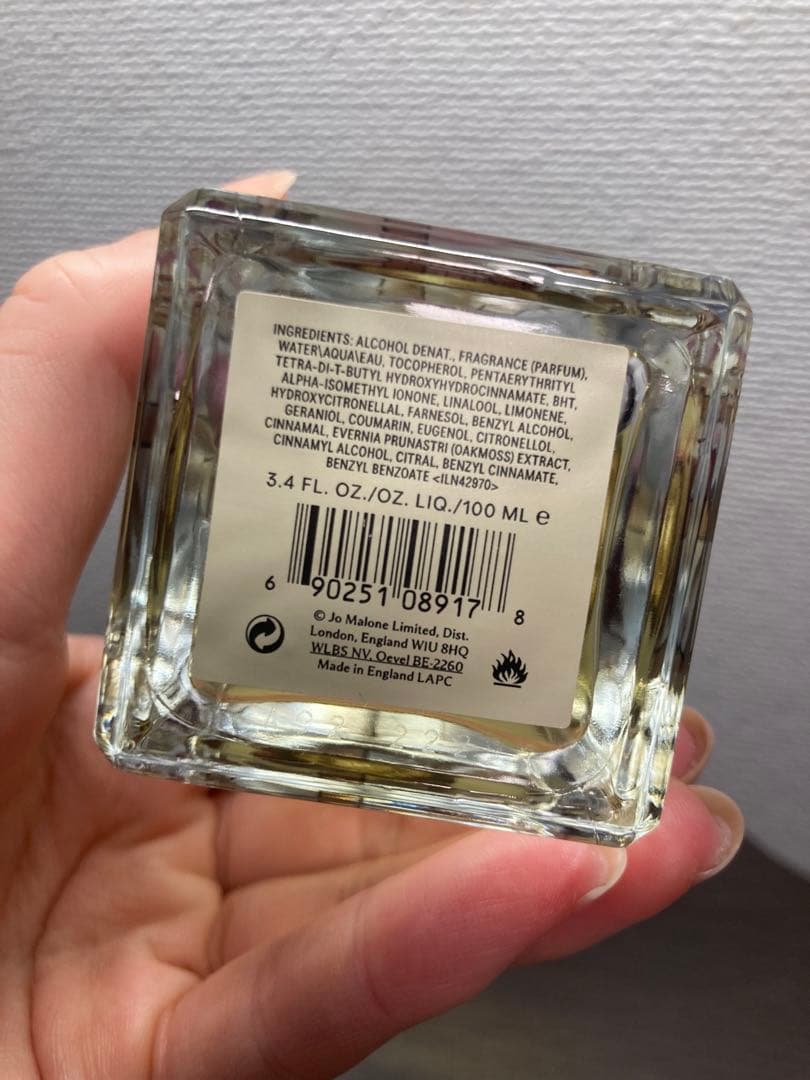 INGREDIENTS: ALCOHOL DENAT., FRAGRANCE (PARFUM),
WATER\AQUA\EAU, TOCOPHEROL, PENTAERYTHRITYL
TETRA-DI-T-BUTYL HYDROXYHYDROCINNAMATE, BHT,
ALPHA-ISOMETHYL IONONE, LINALOOL, LIMONENE,
HYDROXYCITRONELLAL, FARNESOL, BENZYL ALCOHOL,
GERANIOL, COUMARIN, EUGENOL, CITRONELLOL,
CINNAMAL, EVERNIA PRUNASTRI (OAKMOSS) EXTRACT,
CINNAMYL ALCOHOL, CITRAL, BENZYL CINNAMATE,
BENZYL BENZOATE <ILN42970>
3.4 FL. OZ./OZ. LIQ./100 ML ℮
6 90251 08917 8
© Jo Malone Limited, Dist.
London, England W1U 8HQ
WLBS NV, Oevel BE-2260
Made in England LAPC